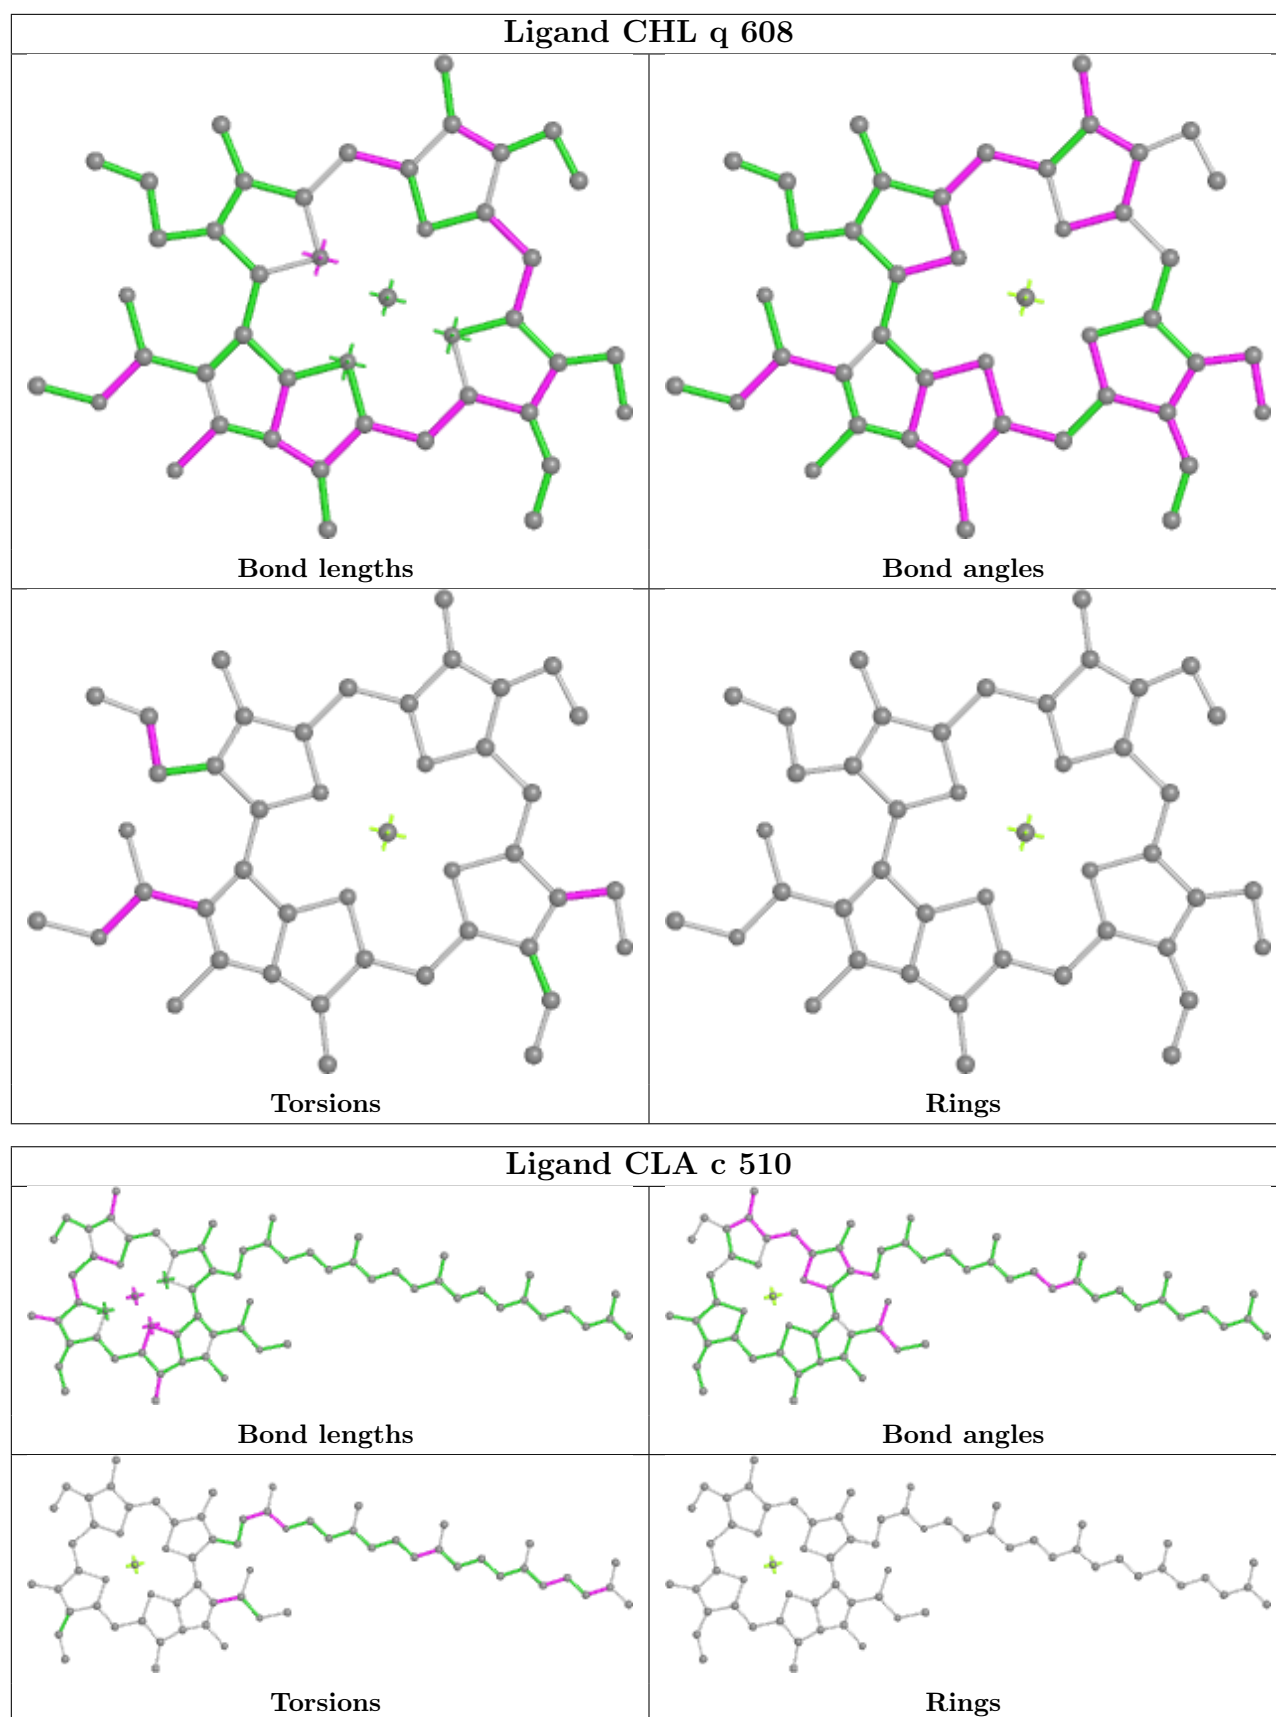 Ligand CHL q 608
Bond lengths
Bond angles
Torsions
Rings
Ligand CLA c 510
Bond lengths
Bond angles
Torsions
Rings